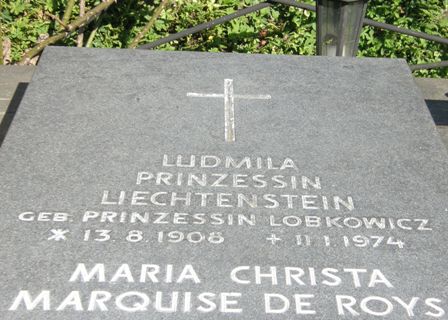 LUDMILA
PRINZESSIN
LIECHTENSTEIN
GEB. PRINZESSIN LOBKOWICZ
* 13.8.1908 + 11.1.1974
MARIA CHRISTA
MARQUISE DE ROYS